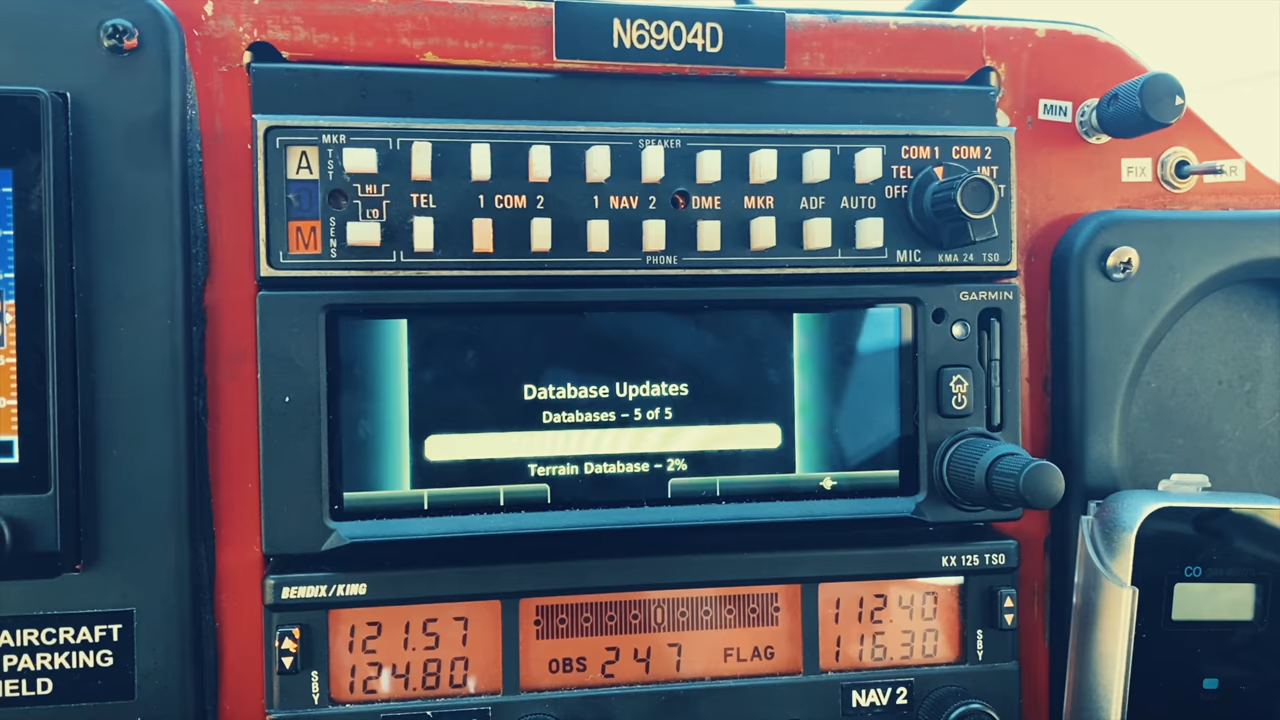 N6904D
MKR
SPEAKER
A
TST
HI
LO
SENS
M
TEL
1 COM 2
1 NAV 2
DME
MKR
ADF
AUTO
PHONE
COM 1 COM 2
TEL
INT
OFF
MIC
KMA 24 TSO
MIN
FIX
GARMIN
Database Updates
Databases – 5 of 5
Terrain Database – 2%
BENDIX/KING
KX 125 TSO
121.57
124.80
SBY
OBS 247 FLAG
112.40
116.30
SBY
NAV 2
AIRCRAFT
PARKING
IELD
CO